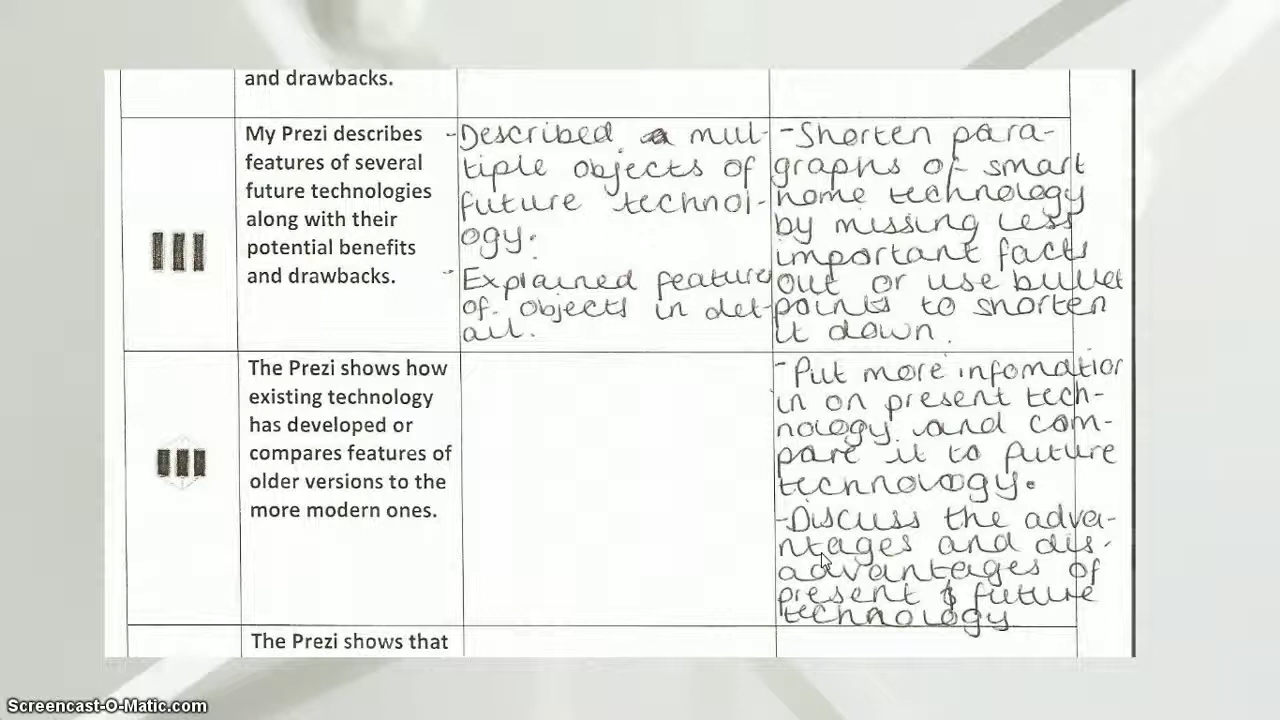 and drawbacks.
My Prezi describes
features of several
future technologies
along with their
potential benefits
and drawbacks.
-Described a mul-
tiple objects of
future technol-
ogy.
- Explained features
of objects in det-
ail.
-Shorten para-
graphs of smart
home technology
by missing less
important facts
out or use bullet
points to shorten
it down.
The Prezi shows how
existing technology
has developed or
compares features of
older versions to the
more modern ones.
-Put more infomation
in on present tech-
nology and com-
pare it to future
technology.
-Discuss the adva-
ntages and dis-
advantages of
present & future
technology
The Prezi shows that
Screencast-O-Matic.com